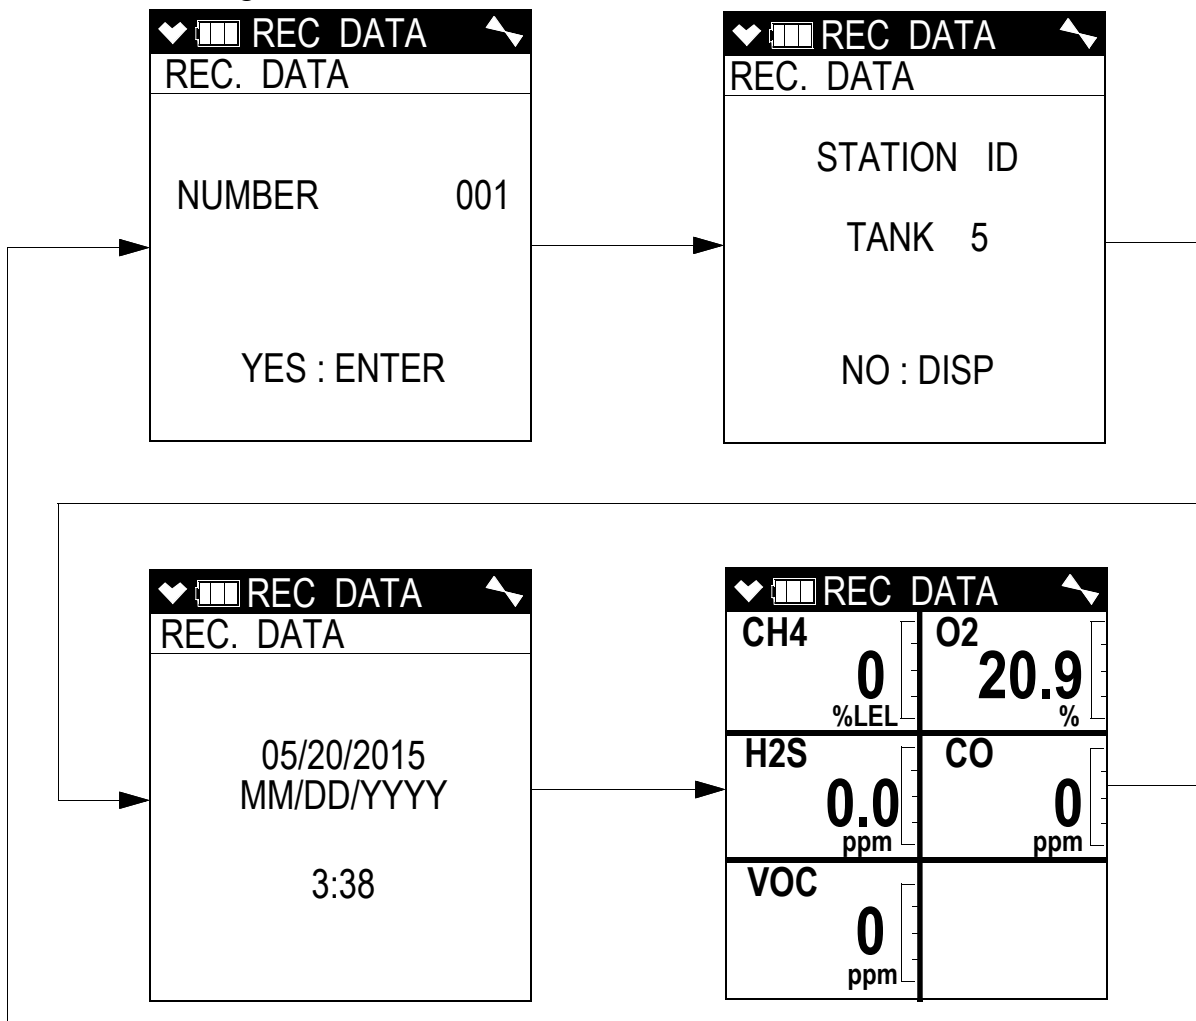 REC DATA
REC. DATA
NUMBER 001
YES : ENTER
REC DATA
REC. DATA
STATION ID
TANK 5
NO : DISP
REC DATA
REC. DATA
05/20/2015
MM/DD/YYYY
3:38
REC DATA
CH4
0
%LEL
O2
20.9
%
H2S
0.0
ppm
CO
0
ppm
VOC
0
ppm